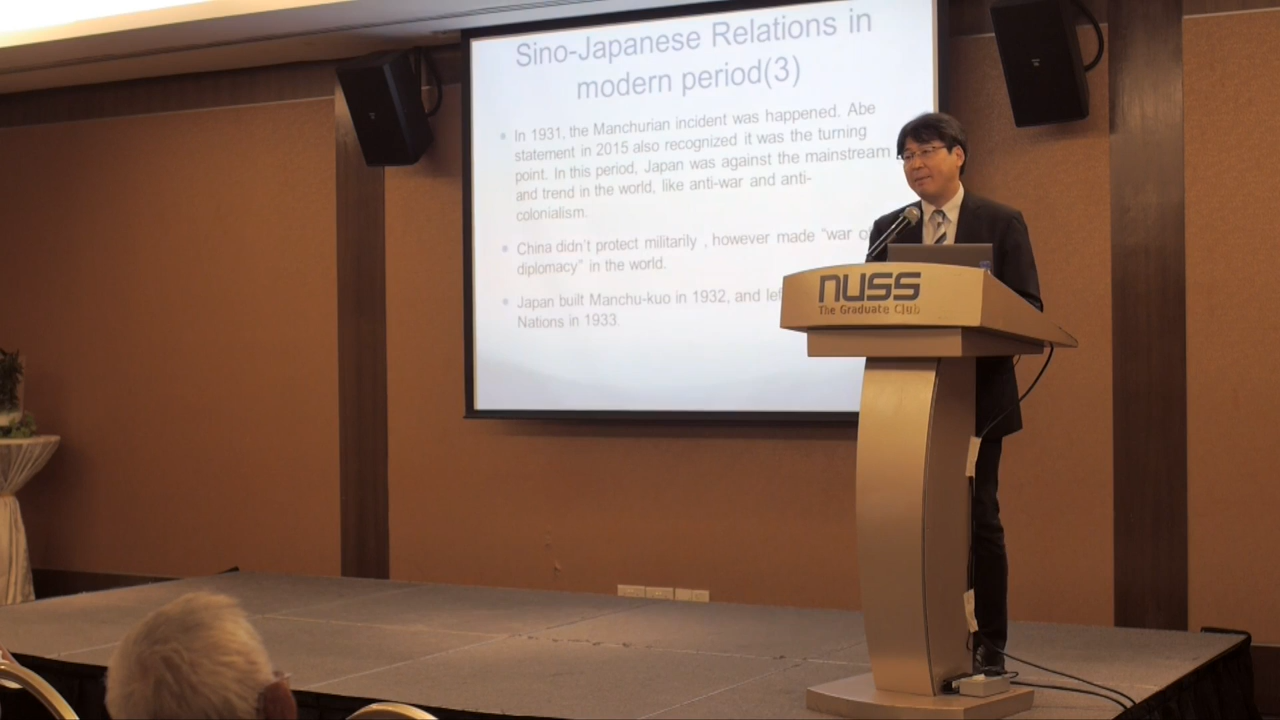 Sino-Japanese Relations in
modern period(3)
In 1931, the Manchurian incident was happened. Abe
statement in 2015 also recognized it was the turning
point. In this period, Japan was against the mainstream
and trend in the world, like anti-war and anti-
colonialism.
China didn't protect militarily , however made "war of
diplomacy" in the world.
Japan built Manchu-kuo in 1932, and left
Nations in 1933.
nuss
The Graduate Club